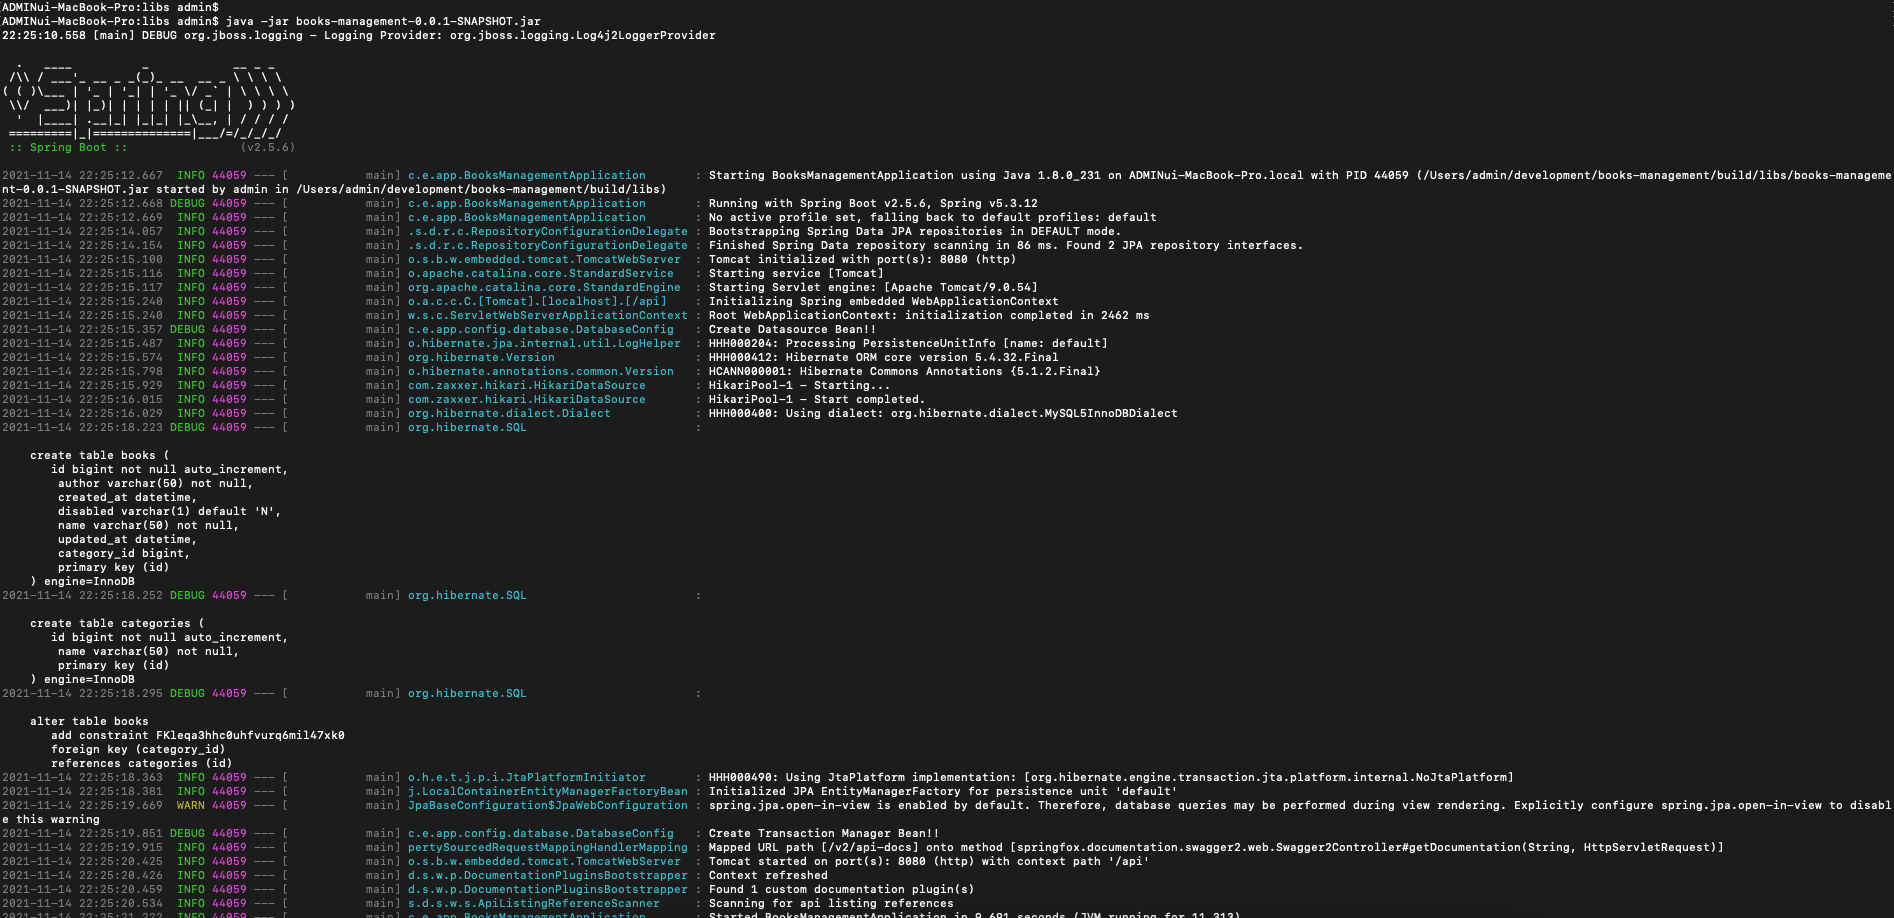 [ADMINui-MacBook-Pro:libs admin$
[ADMINui-MacBook-Pro:libs admin$ java -jar books-management-0.0.1-SNAPSHOT.jar
22:25:10.558 [main] DEBUG org.jboss.logging - Logging Provider: org.jboss.logging.Log4j2LoggerProvider
  .   ____          _            __ _ _
 /\\ / ___'_ __ _ _(_)_ __  __ _ \ \ \ \
( ( )\___ | '_ | '_| | '_ \/ _` | \ \ \ \
 \\/  ___)| |_)| | | | | || (_| |  ) ) ) )
  '  |____| .__|_| |_|_| |_\__, | / / / /
 =========|_|==============|___/=/_/_/_/
 :: Spring Boot ::                (v2.5.6)
2021-11-14 22:25:12.667  INFO 44059 --- [           main] c.e.app.BooksManagementApplication       : Starting BooksManagementApplication using Java 1.8.0_231 on ADMINui-MacBook-Pro.local with PID 44059 (/Users/admin/development/books-management/build/libs/books-manageme
nt-0.0.1-SNAPSHOT.jar started by admin in /Users/admin/development/books-management/build/libs)
2021-11-14 22:25:12.668 DEBUG 44059 --- [           main] c.e.app.BooksManagementApplication       : Running with Spring Boot v2.5.6, Spring v5.3.12
2021-11-14 22:25:12.669  INFO 44059 --- [           main] c.e.app.BooksManagementApplication       : No active profile set, falling back to default profiles: default
2021-11-14 22:25:14.057  INFO 44059 --- [           main] .s.d.r.c.RepositoryConfigurationDelegate : Bootstrapping Spring Data JPA repositories in DEFAULT mode.
2021-11-14 22:25:14.154  INFO 44059 --- [           main] .s.d.r.c.RepositoryConfigurationDelegate : Finished Spring Data repository scanning in 86 ms. Found 2 JPA repository interfaces.
2021-11-14 22:25:15.100  INFO 44059 --- [           main] o.s.b.w.embedded.tomcat.TomcatWebServer  : Tomcat initialized with port(s): 8080 (http)
2021-11-14 22:25:15.116  INFO 44059 --- [           main] o.apache.catalina.core.StandardService   : Starting service [Tomcat]
2021-11-14 22:25:15.117  INFO 44059 --- [           main] org.apache.catalina.core.StandardEngine  : Starting Servlet engine: [Apache Tomcat/9.0.54]
2021-11-14 22:25:15.240  INFO 44059 --- [           main] o.a.c.c.C.[Tomcat].[localhost].[/api]    : Initializing Spring embedded WebApplicationContext
2021-11-14 22:25:15.240  INFO 44059 --- [           main] w.s.c.ServletWebServerApplicationContext : Root WebApplicationContext: initialization completed in 2462 ms
2021-11-14 22:25:15.357 DEBUG 44059 --- [           main] c.e.app.config.database.DatabaseConfig   : Create Datasource Bean!!
2021-11-14 22:25:15.487  INFO 44059 --- [           main] o.hibernate.jpa.internal.util.LogHelper  : HHH000204: Processing PersistenceUnitInfo [name: default]
2021-11-14 22:25:15.574  INFO 44059 --- [           main] org.hibernate.Version                    : HHH000412: Hibernate ORM core version 5.4.32.Final
2021-11-14 22:25:15.798  INFO 44059 --- [           main] o.hibernate.annotations.common.Version   : HCANN000001: Hibernate Commons Annotations {5.1.2.Final}
2021-11-14 22:25:15.929  INFO 44059 --- [           main] com.zaxxer.hikari.HikariDataSource       : HikariPool-1 - Starting...
2021-11-14 22:25:16.015  INFO 44059 --- [           main] com.zaxxer.hikari.HikariDataSource       : HikariPool-1 - Start completed.
2021-11-14 22:25:16.029  INFO 44059 --- [           main] org.hibernate.dialect.Dialect            : HHH000400: Using dialect: org.hibernate.dialect.MySQL5InnoDBDialect
2021-11-14 22:25:18.223 DEBUG 44059 --- [           main] org.hibernate.SQL                        :
    create table books (
       id bigint not null auto_increment,
        author varchar(50) not null,
        created_at datetime,
        disabled varchar(1) default 'N',
        name varchar(50) not null,
        updated_at datetime,
        category_id bigint,
        primary key (id)
    ) engine=InnoDB
2021-11-14 22:25:18.252 DEBUG 44059 --- [           main] org.hibernate.SQL                        :
    create table categories (
       id bigint not null auto_increment,
        name varchar(50) not null,
        primary key (id)
    ) engine=InnoDB
2021-11-14 22:25:18.295 DEBUG 44059 --- [           main] org.hibernate.SQL                        :
    alter table books
       add constraint FKleqa3hhc0uhfvurq6mil47xk0
       foreign key (category_id)
       references categories (id)
2021-11-14 22:25:18.363  INFO 44059 --- [           main] o.h.e.t.j.p.i.JtaPlatformInitiator       : HHH000490: Using JtaPlatform implementation: [org.hibernate.engine.transaction.jta.platform.internal.NoJtaPlatform]
2021-11-14 22:25:18.381  INFO 44059 --- [           main] j.LocalContainerEntityManagerFactoryBean : Initialized JPA EntityManagerFactory for persistence unit 'default'
2021-11-14 22:25:19.669  WARN 44059 --- [           main] JpaBaseConfiguration$JpaWebConfiguration : spring.jpa.open-in-view is enabled by default. Therefore, database queries may be performed during view rendering. Explicitly configure spring.jpa.open-in-view to disabl
e this warning
2021-11-14 22:25:19.851 DEBUG 44059 --- [           main] c.e.app.config.database.DatabaseConfig   : Create Transaction Manager Bean!!
2021-11-14 22:25:19.915  INFO 44059 --- [           main] pertySourcedRequestMappingHandlerMapping : Mapped URL path [/v2/api-docs] onto method [springfox.documentation.swagger2.web.Swagger2Controller#getDocumentation(String, HttpServletRequest)]
2021-11-14 22:25:20.425  INFO 44059 --- [           main] o.s.b.w.embedded.tomcat.TomcatWebServer  : Tomcat started on port(s): 8080 (http) with context path '/api'
2021-11-14 22:25:20.426  INFO 44059 --- [           main] d.s.w.p.DocumentationPluginsBootstrapper : Context refreshed
2021-11-14 22:25:20.459  INFO 44059 --- [           main] d.s.w.p.DocumentationPluginsBootstrapper : Found 1 custom documentation plugin(s)
2021-11-14 22:25:20.534  INFO 44059 --- [           main] s.d.s.w.s.ApiListingReferenceScanner     : Scanning for api listing references
2021-11-14 22:25:21.222  INFO 44059 --- [           main] c.e.app.BooksManagementApplication       : Started BooksManagementApplication in 9.691 seconds (JVM running for 11.313)